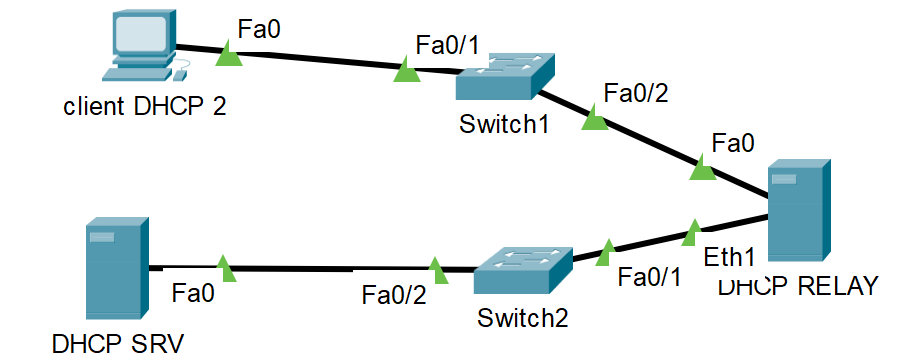 Fa0
Fa0/1
client DHCP 2
Switch1
Fa0/2
Fa0
DHCP SRV
Fa0
Fa0/2
Switch2
Fa0/1
Eth1
DHCP RELAY